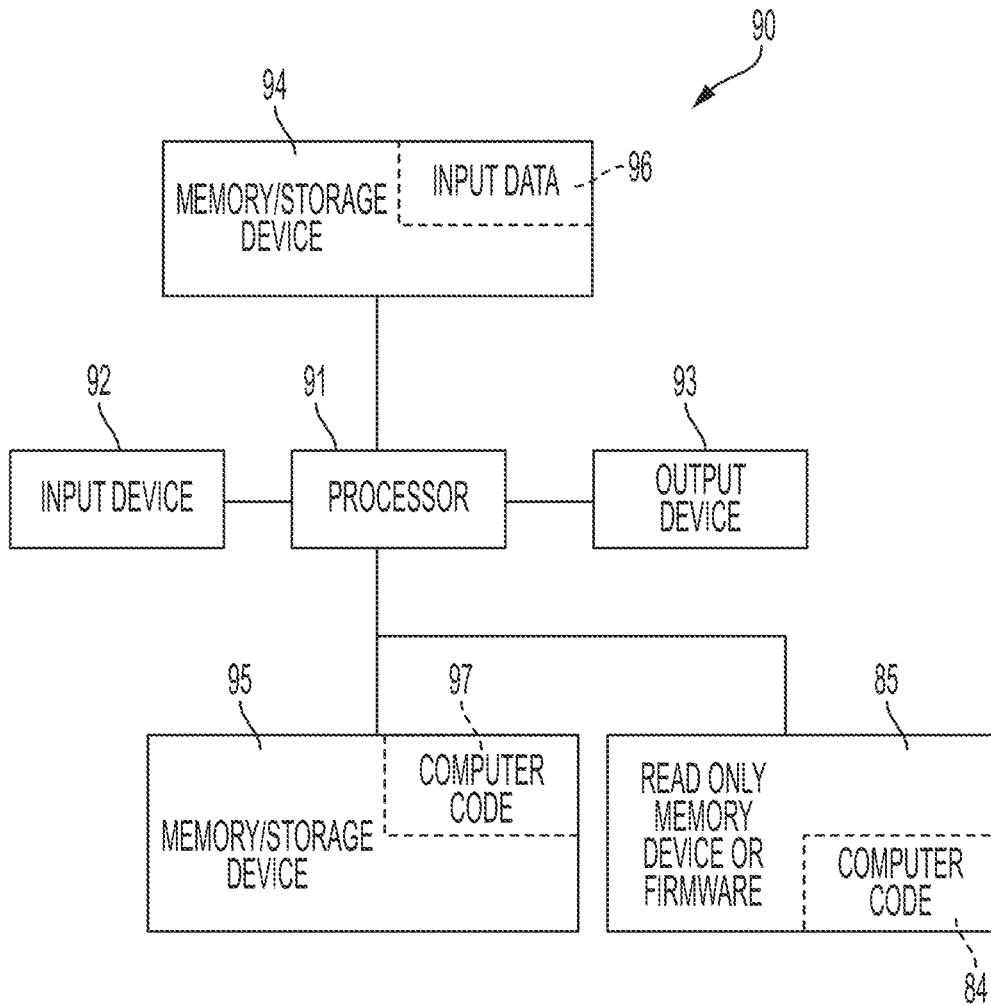 90
94
MEMORY/STORAGE
DEVICE
INPUT DATA
96
92
INPUT DEVICE
91
PROCESSOR
93
OUTPUT
DEVICE
95
MEMORY/STORAGE
DEVICE
97
COMPUTER
CODE
85
READ ONLY
MEMORY
DEVICE OR
FIRMWARE
COMPUTER
CODE
84